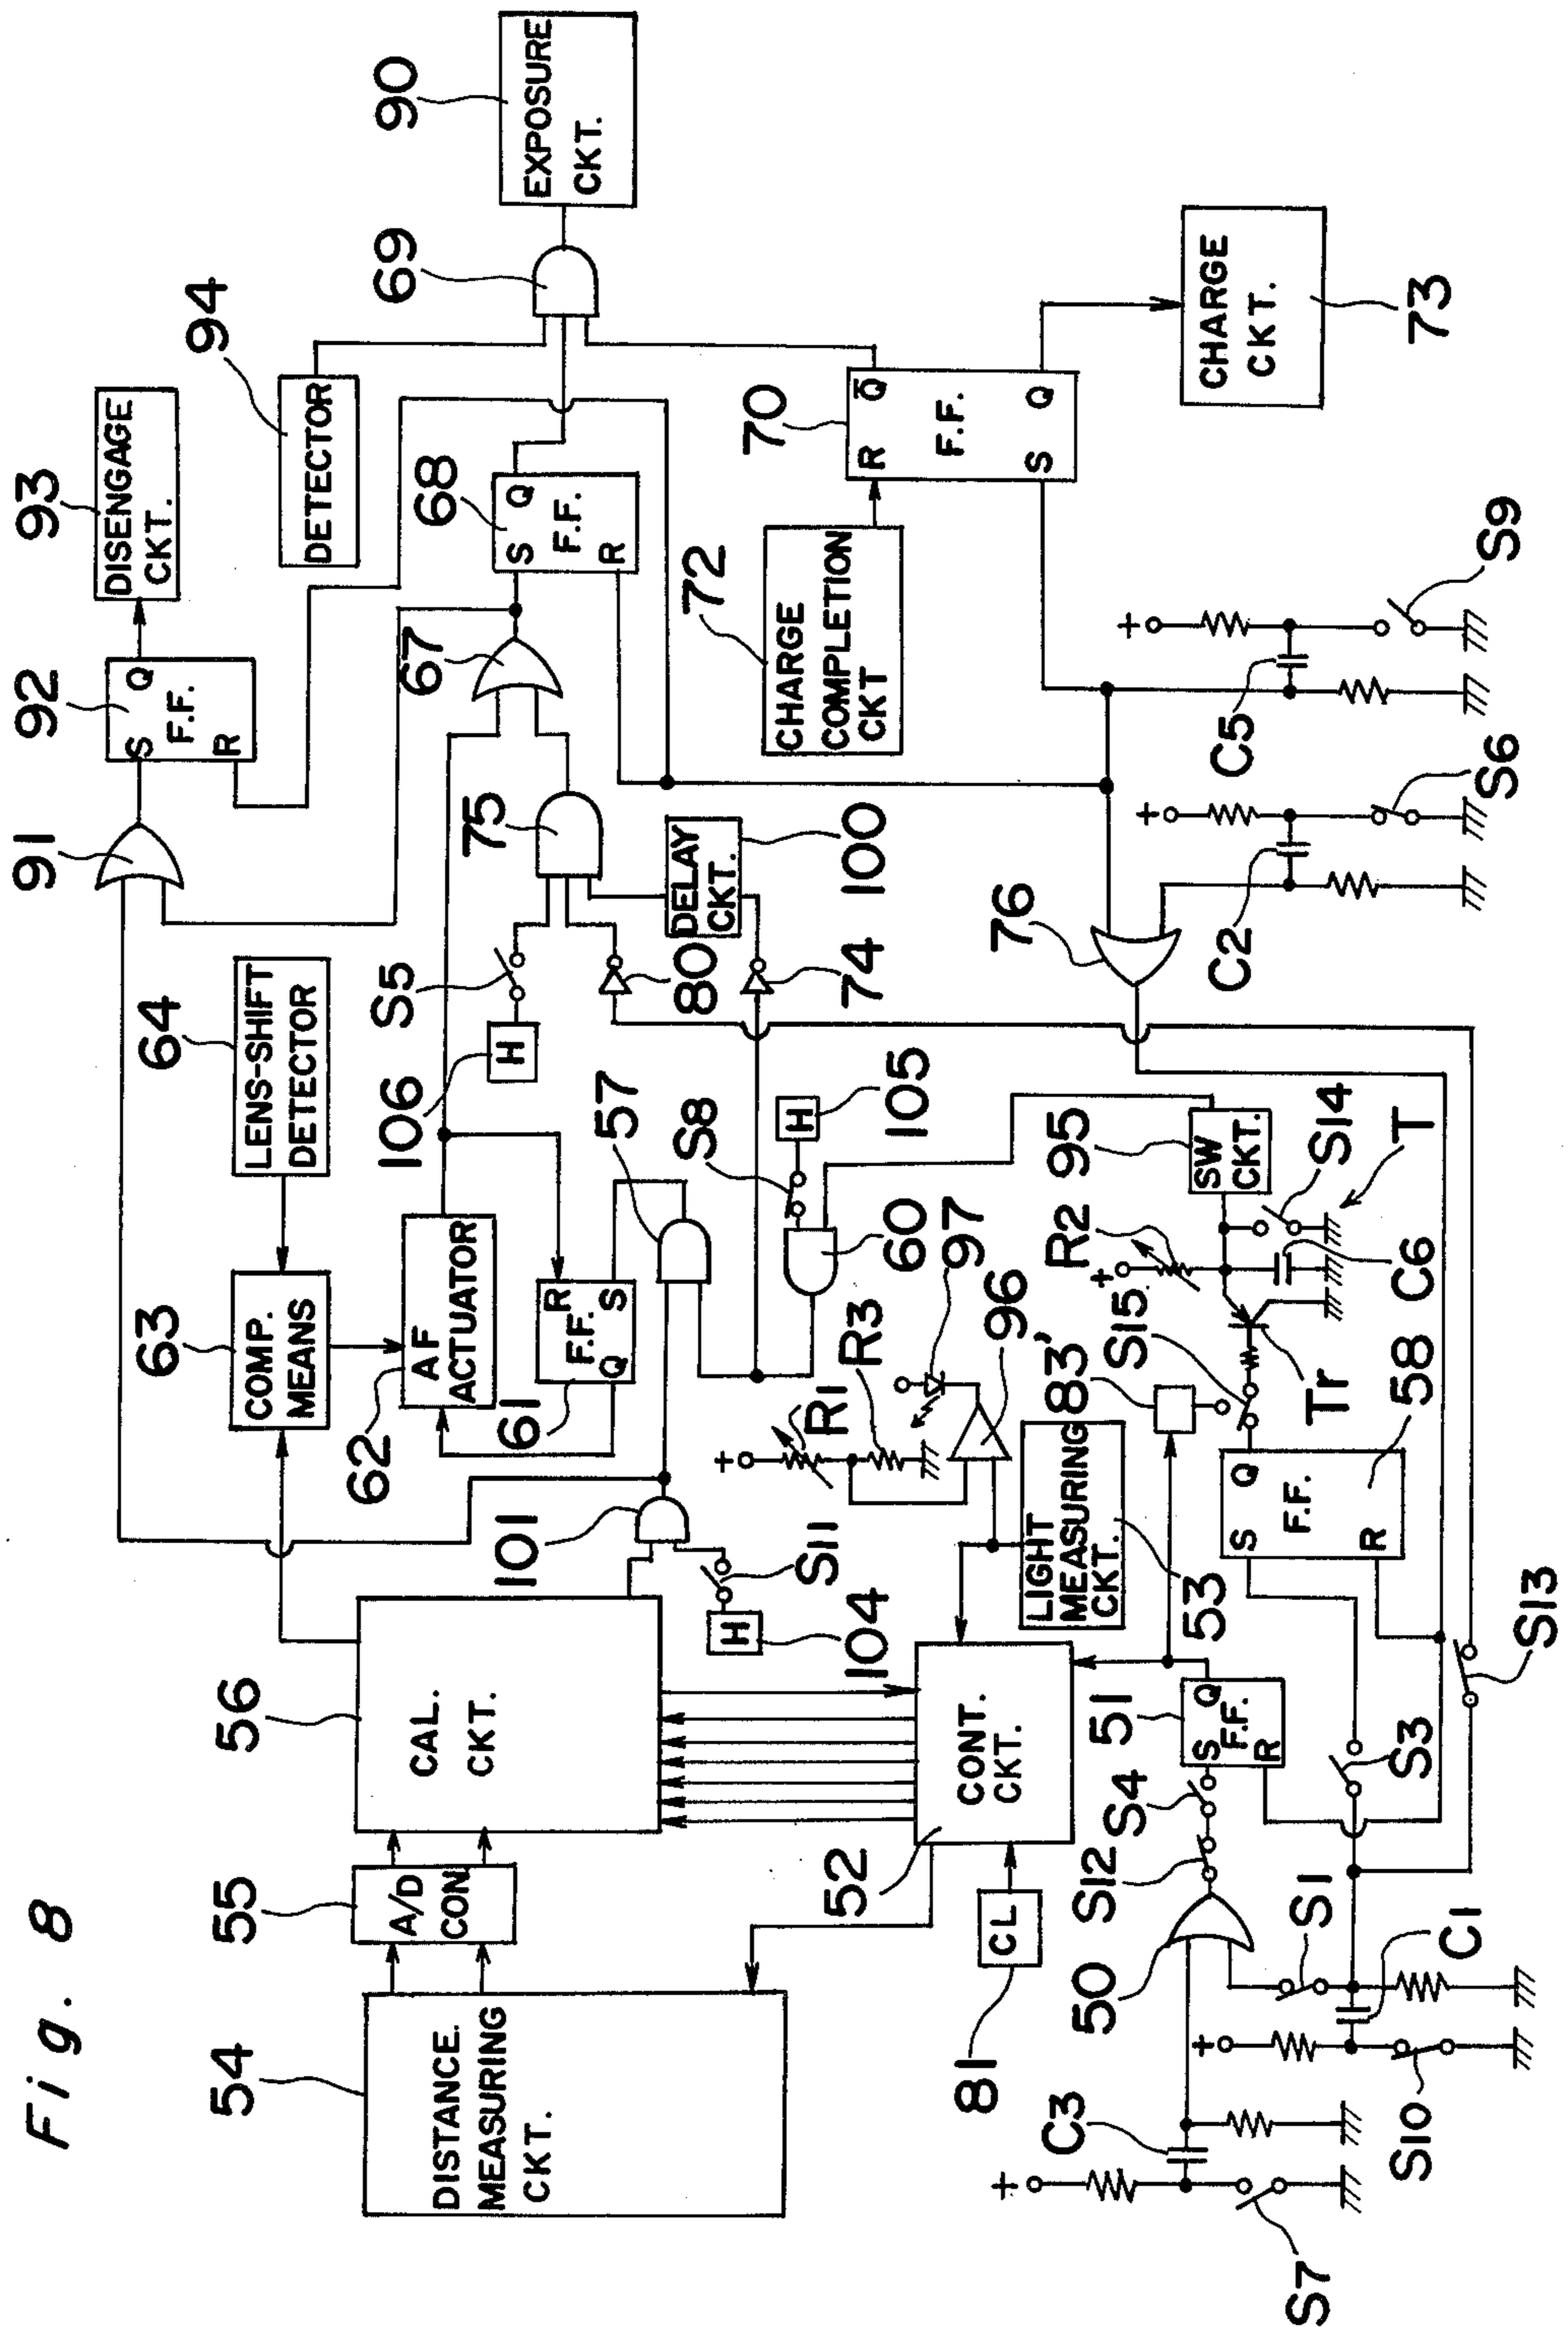 Fig. 8
54
DISTANCE.
MEASURING
CKT.
55
A/D
CON
56
CAL.
CKT.
63
COMP.
MEANS
64
LENS-SHIFT
DETECTOR
91
92
S
Q
F.F.
R
93
DISENGAGE
CKT.
94
DETECTOR
62
AF
ACTUATOR
61
R
F.F.
S
Q
57
106
H
S5
75
67
68
S
Q
F.F.
R
69
90
EXPOSURE
CKT.
101
S11
H
104
S8
H
105
60
80
74
DELAY
CKT.
100
72
CHARGE
COMPLETION
CKT
70
R
Q̅
F.F.
S
Q
CHARGE
CKT.
73
52
CONT.
CKT.
CL
81
53
LIGHT
MEASURING
CKT.
+
R1
R3
97
96
83'
S15
R2
+
95
SW
CKT.
S14
T
C6
Tr
58
S
Q
F.F.
R
76
+
C2
S6
+
C5
S9
51
S
Q
F.F.
R
S4
S12
50
S3
S13
S1
C1
+
S10
C3
+
S7